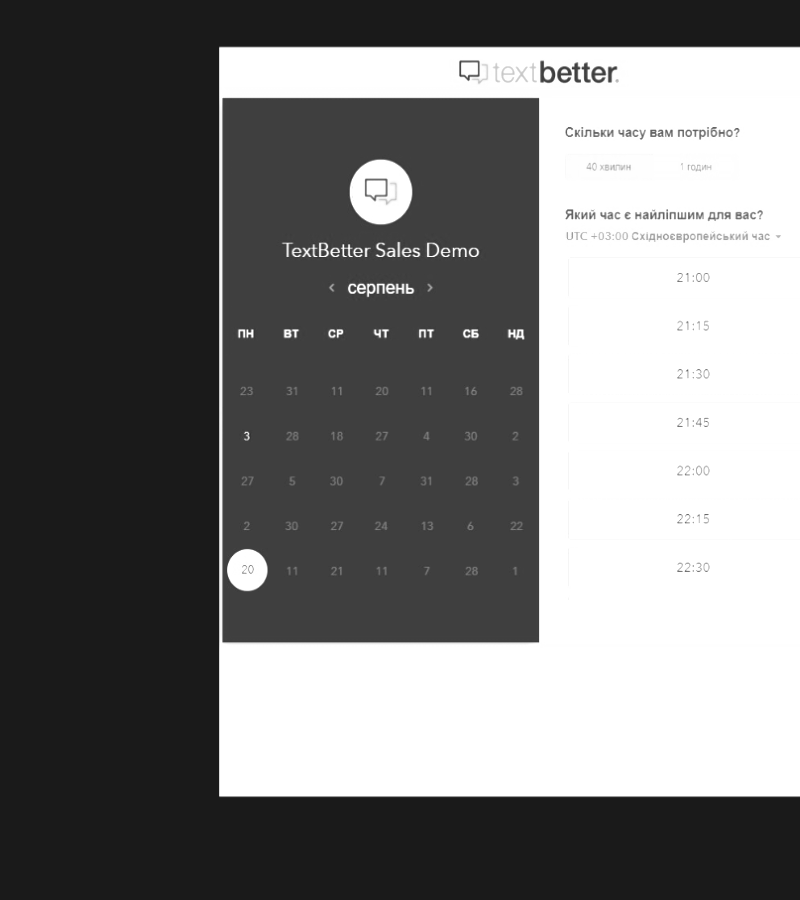 textbetter.
TextBetter Sales Demo
серпень
ПН ВТ СР ЧТ ПТ СБ НД
23 31 11 20 11 16 28
3 28 18 27 4 30 2
27 5 30 7 31 28 3
2 30 27 24 13 6 22
20 11 21 11 7 28 1
Скільки часу вам потрібно?
40 хвилин 1 годин
Який час є найліпшим для вас?
UTC +03:00 Східноєвропейський час
21:00
21:15
21:30
21:45
22:00
22:15
22:30